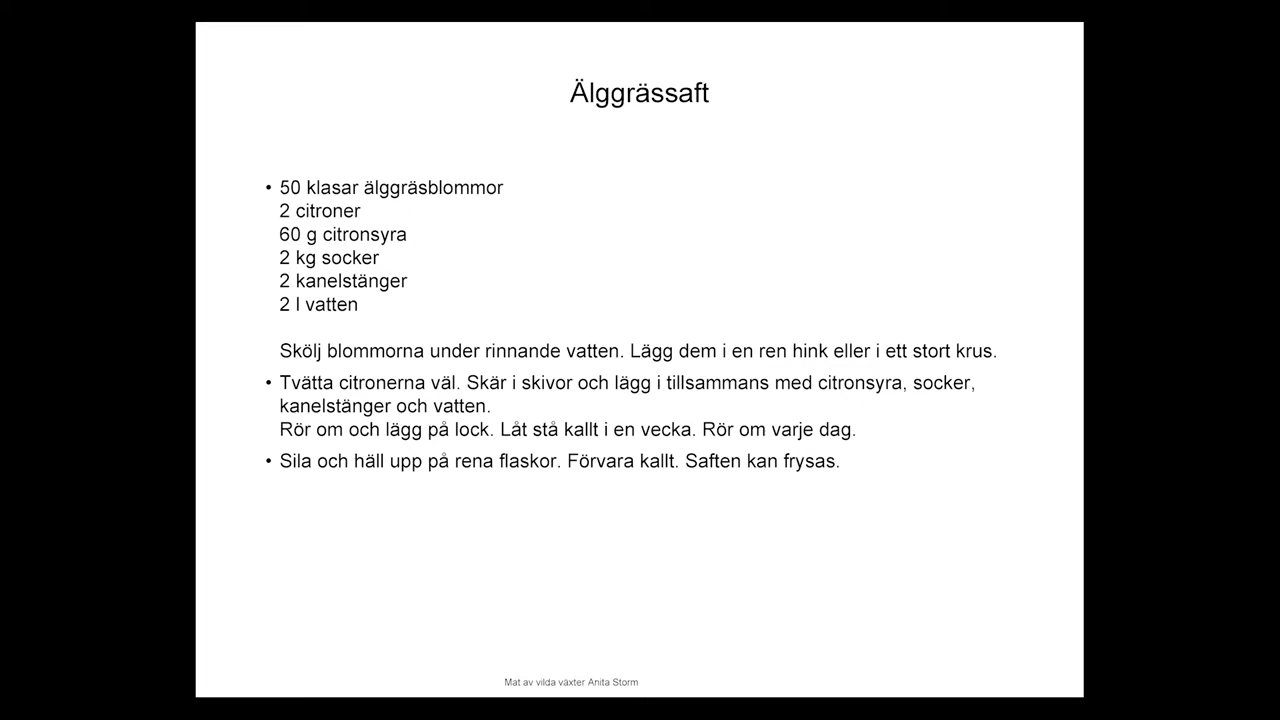 Älggrässaft
• 50 klasar älggräsblommor
2 citroner
60 g citronsyra
2 kg socker
2 kanelstänger
2 l vatten
Skölj blommorna under rinnande vatten. Lägg dem i en ren hink eller i ett stort krus.
• Tvätta citronerna väl. Skär i skivor och lägg i tillsammans med citronsyra, socker,
kanelstänger och vatten.
Rör om och lägg på lock. Låt stå kallt i en vecka. Rör om varje dag.
• Sila och häll upp på rena flaskor. Förvara kallt. Saften kan frysas.
Mat av vilda växter Anita Storm